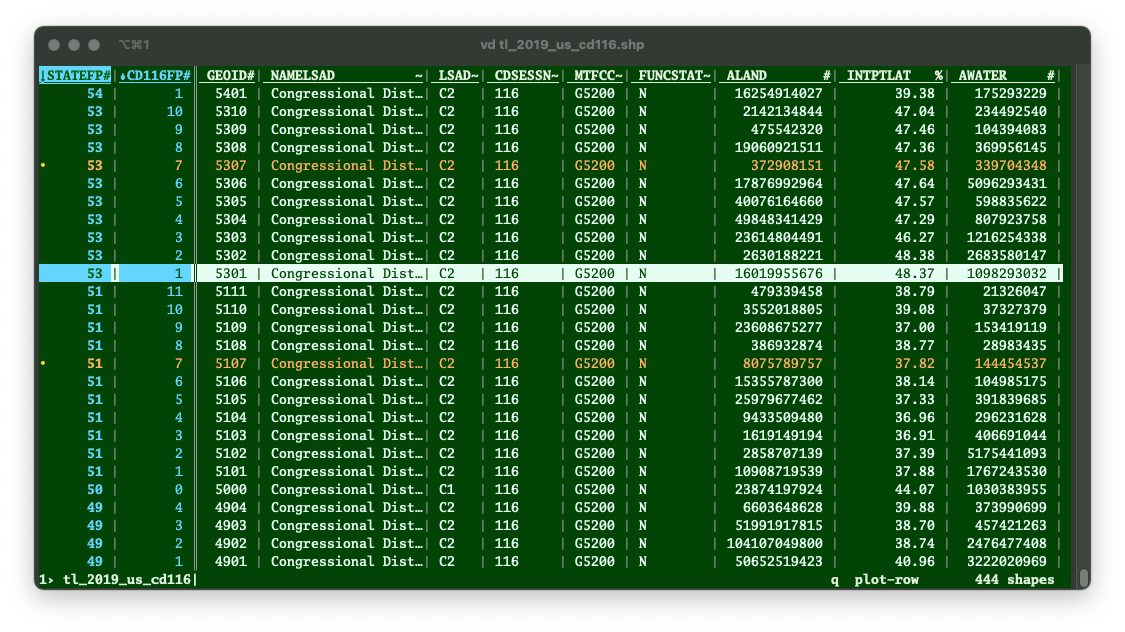 ⌥⌘1 vd tl_2019_us_cd116.shp
↓STATEFP#| ⇟CD116FP#‖ GEOID#| NAMELSAD ~| LSAD~| CDSESSN~| MTFCC~| FUNCSTAT~| ALAND #| INTPTLAT %| AWATER #|
54 | 1 ‖ 5401 | Congressional Dist…| C2 | 116 | G5200 | N | 16254914027 | 39.38 | 175293229 |
53 | 10 ‖ 5310 | Congressional Dist…| C2 | 116 | G5200 | N | 2142134844 | 47.04 | 234492540 |
53 | 9 ‖ 5309 | Congressional Dist…| C2 | 116 | G5200 | N | 475542320 | 47.46 | 104394083 |
53 | 8 ‖ 5308 | Congressional Dist…| C2 | 116 | G5200 | N | 19060921511 | 47.36 | 369956145 |
• 53 | 7 ‖ 5307 | Congressional Dist…| C2 | 116 | G5200 | N | 372908151 | 47.58 | 339704348 |
53 | 6 ‖ 5306 | Congressional Dist…| C2 | 116 | G5200 | N | 17876992964 | 47.64 | 5096293431 |
53 | 5 ‖ 5305 | Congressional Dist…| C2 | 116 | G5200 | N | 40076164660 | 47.57 | 598835622 |
53 | 4 ‖ 5304 | Congressional Dist…| C2 | 116 | G5200 | N | 49848341429 | 47.29 | 807923758 |
53 | 3 ‖ 5303 | Congressional Dist…| C2 | 116 | G5200 | N | 23614804491 | 46.27 | 1216254338 |
53 | 2 ‖ 5302 | Congressional Dist…| C2 | 116 | G5200 | N | 2630188221 | 48.38 | 2683580147 |
53 | 1 ‖ 5301 | Congressional Dist…| C2 | 116 | G5200 | N | 16019955676 | 48.37 | 1098293032 |
51 | 11 ‖ 5111 | Congressional Dist…| C2 | 116 | G5200 | N | 479339458 | 38.79 | 21326047 |
51 | 10 ‖ 5110 | Congressional Dist…| C2 | 116 | G5200 | N | 3552018805 | 39.08 | 37327379 |
51 | 9 ‖ 5109 | Congressional Dist…| C2 | 116 | G5200 | N | 23608675277 | 37.00 | 153419119 |
51 | 8 ‖ 5108 | Congressional Dist…| C2 | 116 | G5200 | N | 386932874 | 38.77 | 28983435 |
• 51 | 7 ‖ 5107 | Congressional Dist…| C2 | 116 | G5200 | N | 8075789757 | 37.82 | 144454537 |
51 | 6 ‖ 5106 | Congressional Dist…| C2 | 116 | G5200 | N | 15355787300 | 38.14 | 104985175 |
51 | 5 ‖ 5105 | Congressional Dist…| C2 | 116 | G5200 | N | 25979677462 | 37.33 | 391839685 |
51 | 4 ‖ 5104 | Congressional Dist…| C2 | 116 | G5200 | N | 9433509480 | 36.96 | 296231628 |
51 | 3 ‖ 5103 | Congressional Dist…| C2 | 116 | G5200 | N | 1619149194 | 36.91 | 406691044 |
51 | 2 ‖ 5102 | Congressional Dist…| C2 | 116 | G5200 | N | 2858707139 | 37.39 | 5175441093 |
51 | 1 ‖ 5101 | Congressional Dist…| C2 | 116 | G5200 | N | 10908719539 | 37.88 | 1767243530 |
50 | 0 ‖ 5000 | Congressional Dist…| C1 | 116 | G5200 | N | 23874197924 | 44.07 | 1030383955 |
49 | 4 ‖ 4904 | Congressional Dist…| C2 | 116 | G5200 | N | 6603648628 | 39.88 | 373990699 |
49 | 3 ‖ 4903 | Congressional Dist…| C2 | 116 | G5200 | N | 51991917815 | 38.70 | 457421263 |
49 | 2 ‖ 4902 | Congressional Dist…| C2 | 116 | G5200 | N | 104107049800 | 38.74 | 2476477408 |
49 | 1 ‖ 4901 | Congressional Dist…| C2 | 116 | G5200 | N | 50652519423 | 40.96 | 3222020969 |
1› tl_2019_us_cd116| q plot-row 444 shapes